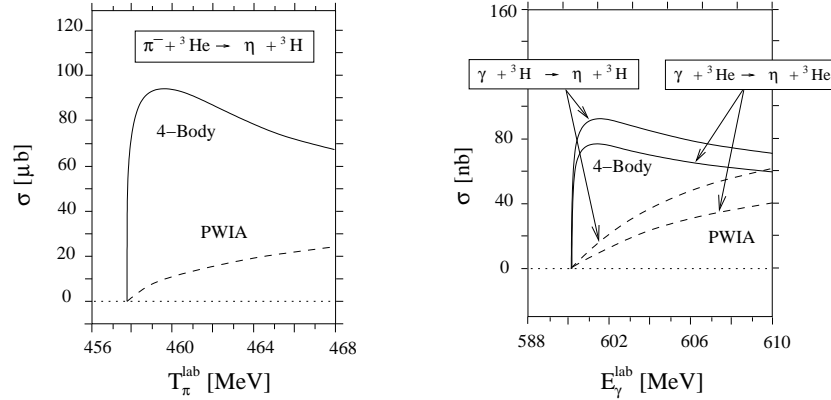 120
100
80
60
40
20
0
σ [μb]
π⁻ + ³He → η + ³H
4−Body
PWIA
456 460 464 468
T_π^lab [MeV]
160
120
80
40
0
σ [nb]
γ + ³H → η + ³H
γ + ³He → η + ³He
4−Body
PWIA
588 602 606 610
E_γ^lab [MeV]